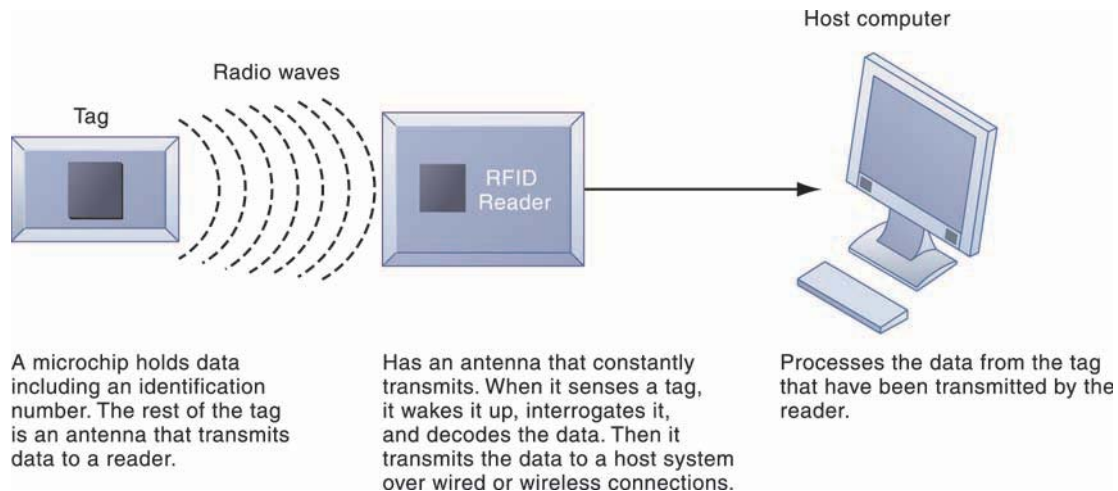 Host computer
Radio waves
Tag
RFID
Reader
A microchip holds data
including an identification
number. The rest of the tag
is an antenna that transmits
data to a reader.
Has an antenna that constantly
transmits. When it senses a tag,
it wakes it up, interrogates it,
and decodes the data. Then it
transmits the data to a host system
over wired or wireless connections.
Processes the data from the tag
that have been transmitted by the
reader.